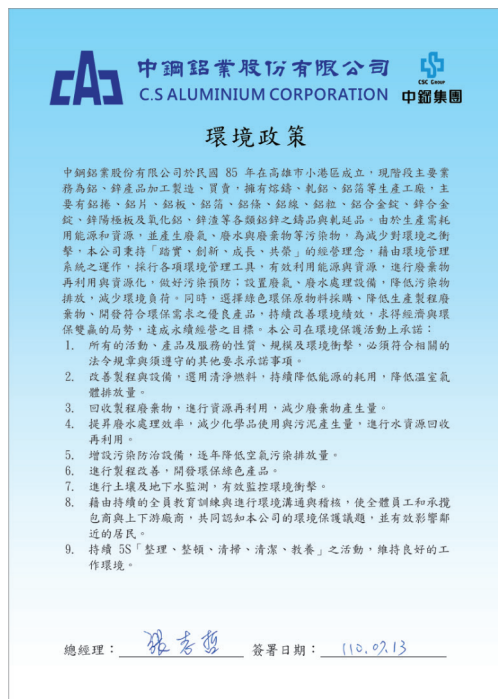 中鋼鋁業股份有限公司
C.S ALUMINIUM CORPORATION
CSC Group
中鋼集團
環境政策
中鋼鋁業股份有限公司於民國 85 年在高雄市小港區成立，現階段主要業
務為鋁、鋅產品加工製造、買賣，擁有熔鑄、軋鋁、鋁箔等生產工廠，主
要有鋁捲、鋁片、鋁板、鋁箔、鋁條、鋁線、鋁粒、鋁合金錠、鋅合金
錠、鋅陽極板及氧化鋁，鋅渣等各類鋁鋅之鑄品與軋延品。由於生產需耗
用能源和資源，並產生廢氣、廢水與廢棄物等污染物，為減少對環境之衝
擊，本公司秉持「踏實、創新、成長、共榮」的經營理念，藉由環境管理
系統之運作，採行各項環境管理工具，有效利用能源與資源，進行廢棄物
再利用與資源化，做好污染預防；設置廢氣、廢水處理設備，降低污染物
排放，減少環境負荷。同時，選擇綠色環保原物料採購、降低生產製程廢
棄物、開發符合環保需求之優良產品，持續改善環境績效，求得經濟與環
保雙贏的局勢，達成永續經營之目標。本公司在環境保護活動上承諾：
1. 所有的活動、產品及服務的性質、規模及環境衝擊，必須符合相關的
法令規章與須遵守的其他要求承諾事項。
2. 改善製程與設備，選用清淨燃料，持續降低能源的耗用，降低溫室氣
體排放量。
3. 回收製程廢棄物，進行資源再利用，減少廢棄物產生量。
4. 提昇廢水處理效率，減少化學品使用與污泥產生量，進行水資源回收
再利用。
5. 增設污染防治設備，逐年降低空氣污染排放量。
6. 進行製程改善，開發環保綠色產品。
7. 進行土壤及地下水監測，有效監控環境衝擊。
8. 藉由持續的全員教育訓練與進行環境溝通與稽核，使全體員工和承攬
包商與上下游廠商，共同認知本公司的環境保護議題，並有效影響鄰
近的居民。
9. 持續 5S「整理、整頓、清掃、清潔、教養」之活動，維持良好的工
作環境。
總經理：張志哲 簽署日期：110.07.13